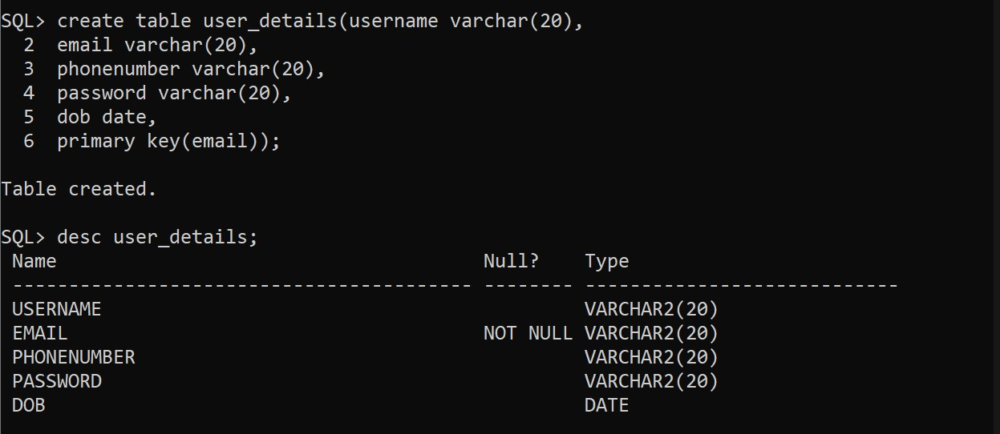 SQL> create table user_details(username varchar(20),
  2  email varchar(20),
  3  phonenumber varchar(20),
  4  password varchar(20),
  5  dob date,
  6  primary key(email));
Table created.
SQL> desc user_details;
 Name                                      Null?    Type
 ----------------------------------------- -------- ----------------------------
 USERNAME                                           VARCHAR2(20)
 EMAIL                                     NOT NULL VARCHAR2(20)
 PHONENUMBER                                        VARCHAR2(20)
 PASSWORD                                           VARCHAR2(20)
 DOB                                                DATE